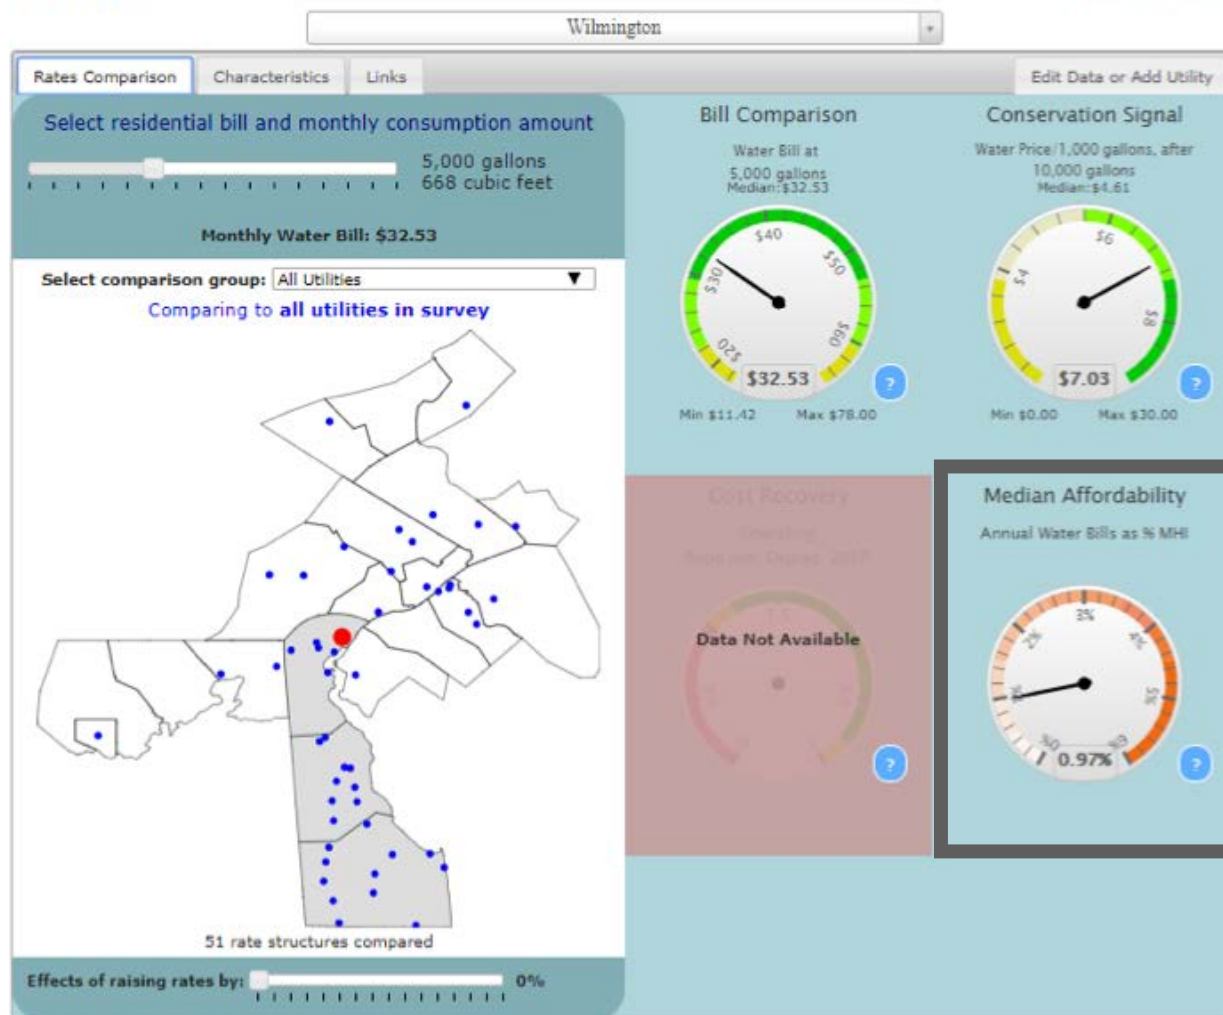 Wilmington
Rates Comparison
Characteristics
Links
Edit Data or Add Utility
Select residential bill and monthly consumption amount
5,000 gallons
668 cubic feet
Monthly Water Bill: $32.53
Select comparison group: All Utilities
Comparing to all utilities in survey
51 rate structures compared
Effects of raising rates by:
0%
Bill Comparison
Water Bill at
5,000 gallons
Median: $32.53
$20
$30
$40
$50
$60
$32.53
?
Min $11.42
Max $78.00
Conservation Signal
Water Price/1,000 gallons, after
10,000 gallons
Median: $4.61
$4
$6
$8
$7.03
?
Min $0.00
Max $30.00
Cost Recovery
Data Not Available
?
Median Affordability
Annual Water Bills as % MHI
0%
1%
2%
3%
4%
5%
6%
0.97%
?